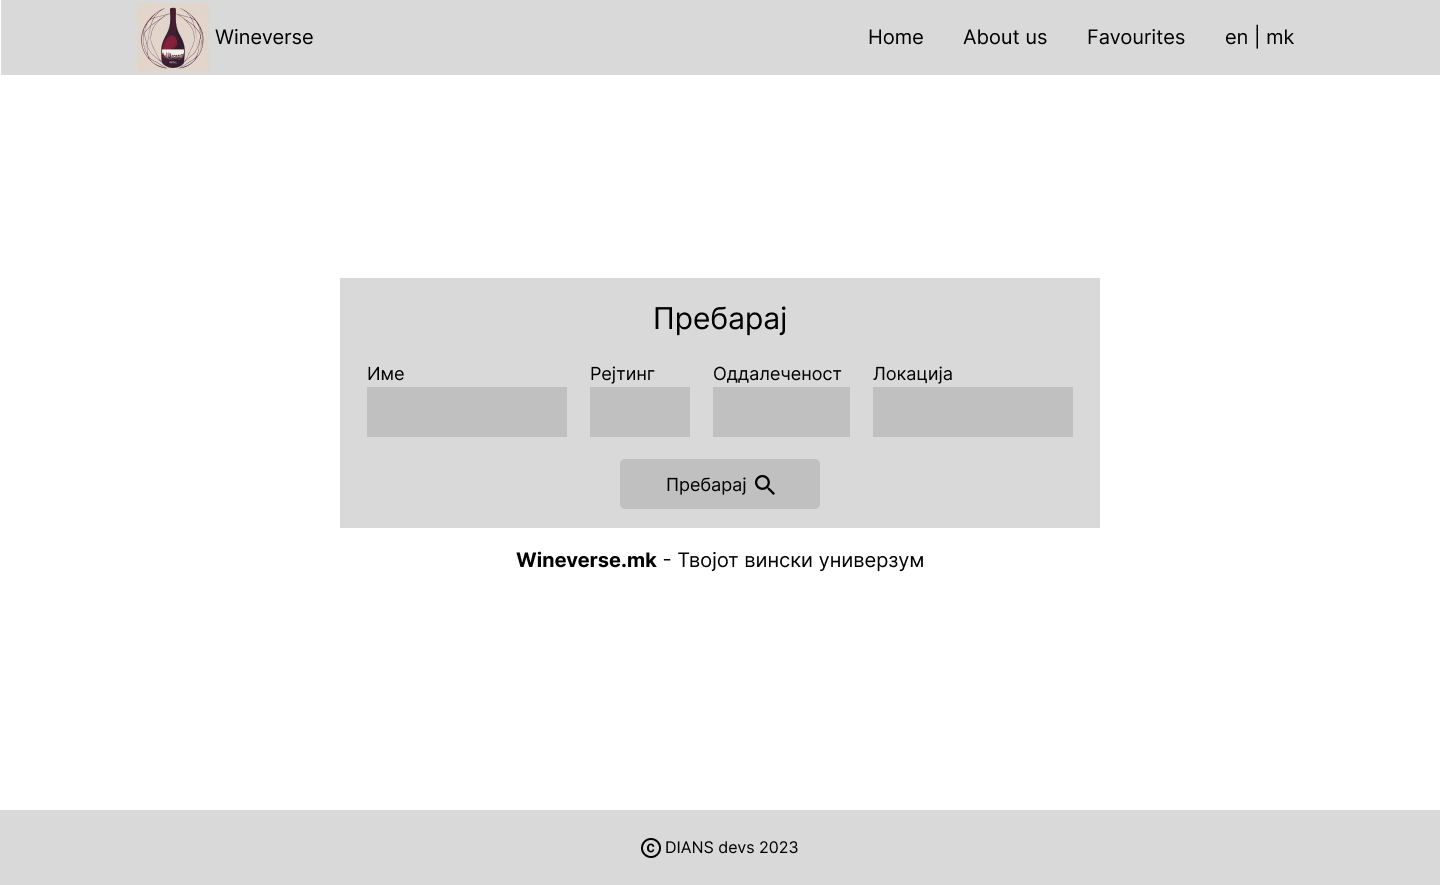 Wineverse Home About us Favourites en | mk
Пребарај
Име Рејтинг Оддалеченост Локација
Пребарај
Wineverse.mk - Твојот вински универзум
© DIANS devs 2023